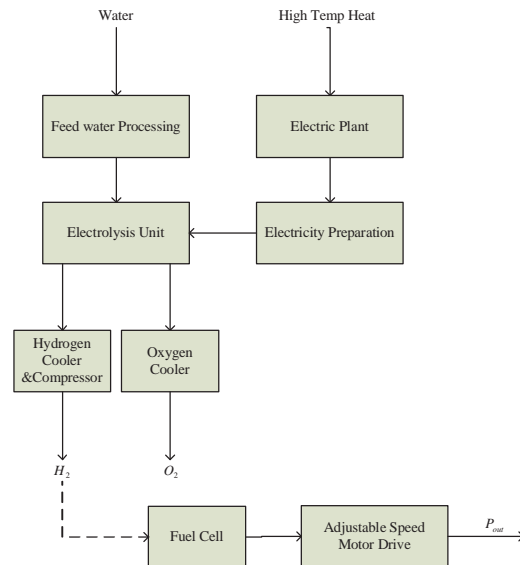 Water
High Temp Heat
Feed water Processing
Electric Plant
Electrolysis Unit
Electricity Preparation
Hydrogen
Cooler
&Compressor
Oxygen
Cooler
H2
O2
Fuel Cell
Adjustable Speed
Motor Drive
Pout